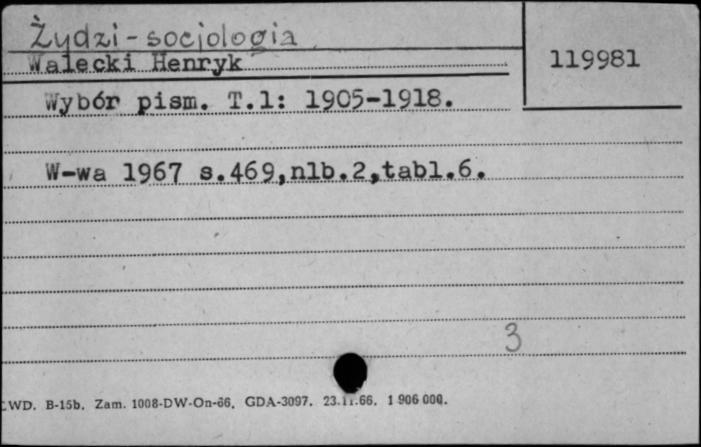 Żydzi - socjologia
Walecki Henryk
119981
Wybór pism. T.1: 1905-1918.
W-wa 1967 s.469,nlb.2,tabl.6.
3
WD. B-15b. Zam. 1008-DW-On-66. GDA-3097. 23.11.66. 1 906 000.